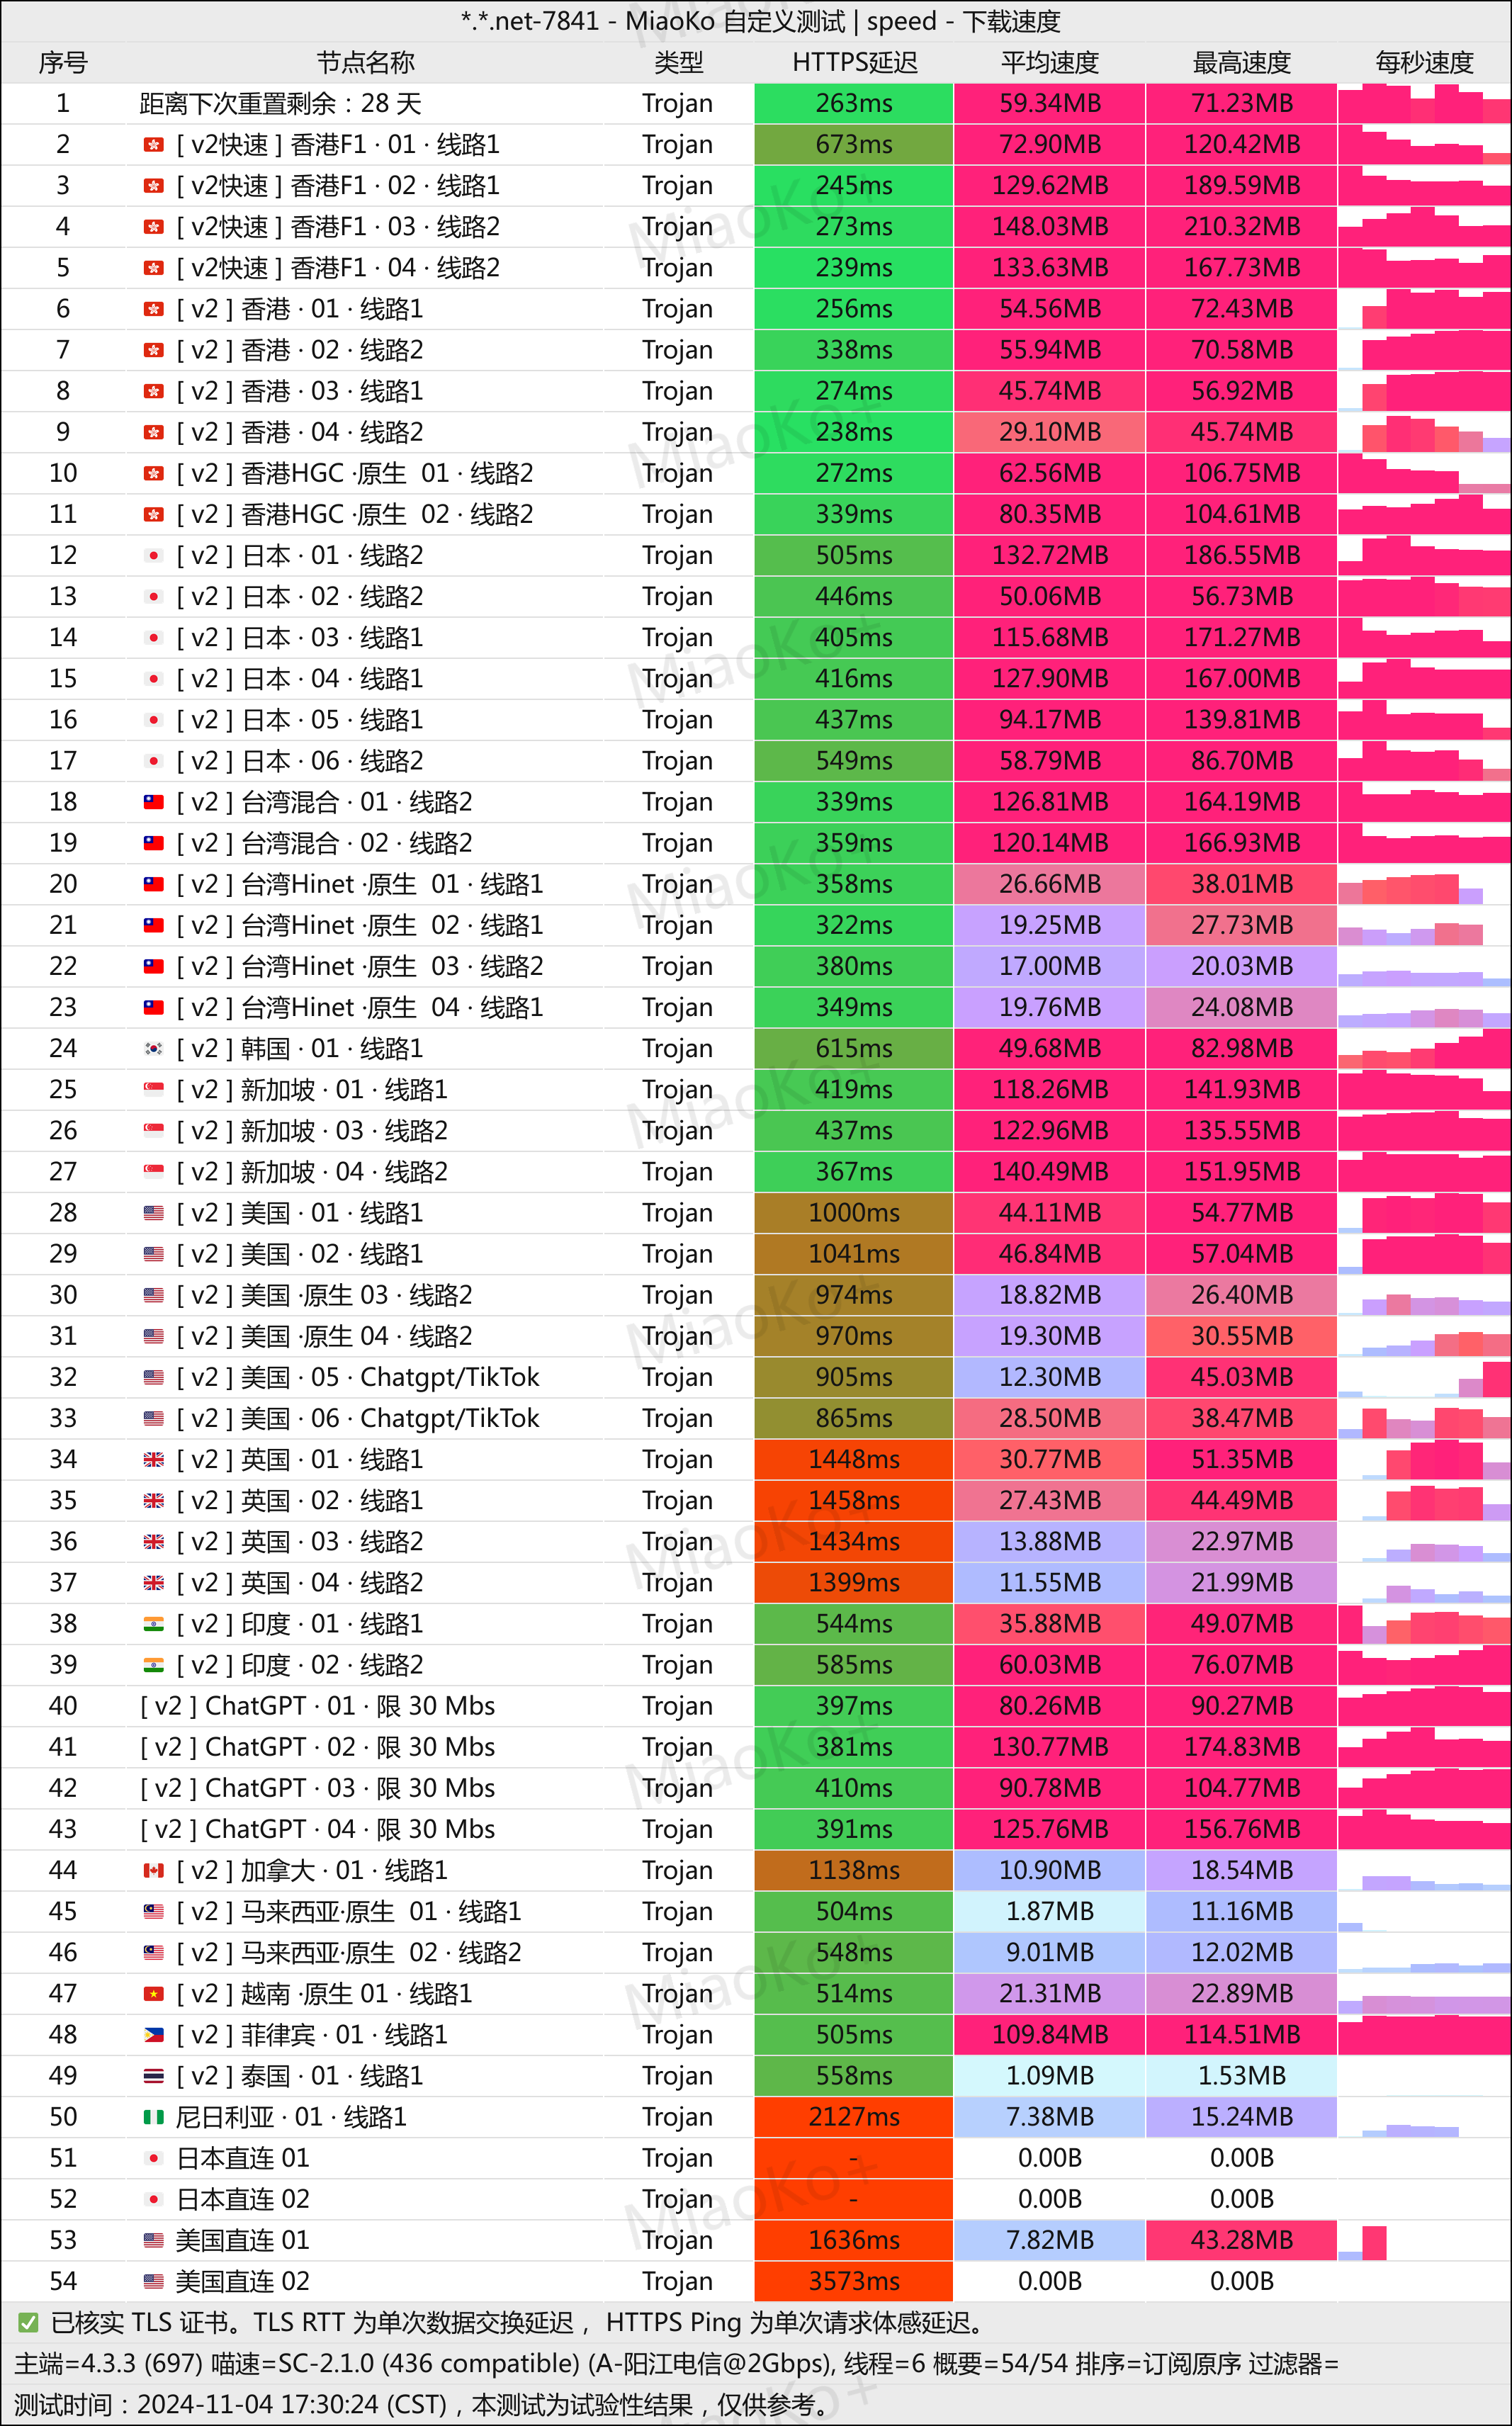 *.*.net-7841 - MiaoKo 自定义测试 | speed - 下载速度
序号 节点名称 类型 HTTPS延迟 平均速度 最高速度 每秒速度
1 距离下次重置剩余：28 天 Trojan 263ms 59.34MB 71.23MB
2 [ v2快速 ] 香港F1 · 01 · 线路1 Trojan 673ms 72.90MB 120.42MB
3 [ v2快速 ] 香港F1 · 02 · 线路1 Trojan 245ms 129.62MB 189.59MB
4 [ v2快速 ] 香港F1 · 03 · 线路2 Trojan 273ms 148.03MB 210.32MB
5 [ v2快速 ] 香港F1 · 04 · 线路2 Trojan 239ms 133.63MB 167.73MB
6 [ v2 ] 香港 · 01 · 线路1 Trojan 256ms 54.56MB 72.43MB
7 [ v2 ] 香港 · 02 · 线路2 Trojan 338ms 55.94MB 70.58MB
8 [ v2 ] 香港 · 03 · 线路1 Trojan 274ms 45.74MB 56.92MB
9 [ v2 ] 香港 · 04 · 线路2 Trojan 238ms 29.10MB 45.74MB
10 [ v2 ] 香港HGC ·原生  01 · 线路2 Trojan 272ms 62.56MB 106.75MB
11 [ v2 ] 香港HGC ·原生  02 · 线路2 Trojan 339ms 80.35MB 104.61MB
12 [ v2 ] 日本 · 01 · 线路2 Trojan 505ms 132.72MB 186.55MB
13 [ v2 ] 日本 · 02 · 线路2 Trojan 446ms 50.06MB 56.73MB
14 [ v2 ] 日本 · 03 · 线路1 Trojan 405ms 115.68MB 171.27MB
15 [ v2 ] 日本 · 04 · 线路1 Trojan 416ms 127.90MB 167.00MB
16 [ v2 ] 日本 · 05 · 线路1 Trojan 437ms 94.17MB 139.81MB
17 [ v2 ] 日本 · 06 · 线路2 Trojan 549ms 58.79MB 86.70MB
18 [ v2 ] 台湾混合 · 01 · 线路2 Trojan 339ms 126.81MB 164.19MB
19 [ v2 ] 台湾混合 · 02 · 线路2 Trojan 359ms 120.14MB 166.93MB
20 [ v2 ] 台湾Hinet ·原生  01 · 线路1 Trojan 358ms 26.66MB 38.01MB
21 [ v2 ] 台湾Hinet ·原生  02 · 线路1 Trojan 322ms 19.25MB 27.73MB
22 [ v2 ] 台湾Hinet ·原生  03 · 线路2 Trojan 380ms 17.00MB 20.03MB
23 [ v2 ] 台湾Hinet ·原生  04 · 线路1 Trojan 349ms 19.76MB 24.08MB
24 [ v2 ] 韩国 · 01 · 线路1 Trojan 615ms 49.68MB 82.98MB
25 [ v2 ] 新加坡 · 01 · 线路1 Trojan 419ms 118.26MB 141.93MB
26 [ v2 ] 新加坡 · 03 · 线路2 Trojan 437ms 122.96MB 135.55MB
27 [ v2 ] 新加坡 · 04 · 线路2 Trojan 367ms 140.49MB 151.95MB
28 [ v2 ] 美国 · 01 · 线路1 Trojan 1000ms 44.11MB 54.77MB
29 [ v2 ] 美国 · 02 · 线路1 Trojan 1041ms 46.84MB 57.04MB
30 [ v2 ] 美国 ·原生 03 · 线路2 Trojan 974ms 18.82MB 26.40MB
31 [ v2 ] 美国 ·原生 04 · 线路2 Trojan 970ms 19.30MB 30.55MB
32 [ v2 ] 美国 · 05 · Chatgpt/TikTok Trojan 905ms 12.30MB 45.03MB
33 [ v2 ] 美国 · 06 · Chatgpt/TikTok Trojan 865ms 28.50MB 38.47MB
34 [ v2 ] 英国 · 01 · 线路1 Trojan 1448ms 30.77MB 51.35MB
35 [ v2 ] 英国 · 02 · 线路1 Trojan 1458ms 27.43MB 44.49MB
36 [ v2 ] 英国 · 03 · 线路2 Trojan 1434ms 13.88MB 22.97MB
37 [ v2 ] 英国 · 04 · 线路2 Trojan 1399ms 11.55MB 21.99MB
38 [ v2 ] 印度 · 01 · 线路1 Trojan 544ms 35.88MB 49.07MB
39 [ v2 ] 印度 · 02 · 线路2 Trojan 585ms 60.03MB 76.07MB
40 [ v2 ] ChatGPT · 01 · 限 30 Mbs Trojan 397ms 80.26MB 90.27MB
41 [ v2 ] ChatGPT · 02 · 限 30 Mbs Trojan 381ms 130.77MB 174.83MB
42 [ v2 ] ChatGPT · 03 · 限 30 Mbs Trojan 410ms 90.78MB 104.77MB
43 [ v2 ] ChatGPT · 04 · 限 30 Mbs Trojan 391ms 125.76MB 156.76MB
44 [ v2 ] 加拿大 · 01 · 线路1 Trojan 1138ms 10.90MB 18.54MB
45 [ v2 ] 马来西亚·原生  01 · 线路1 Trojan 504ms 1.87MB 11.16MB
46 [ v2 ] 马来西亚·原生  02 · 线路2 Trojan 548ms 9.01MB 12.02MB
47 [ v2 ] 越南 ·原生 01 · 线路1 Trojan 514ms 21.31MB 22.89MB
48 [ v2 ] 菲律宾 · 01 · 线路1 Trojan 505ms 109.84MB 114.51MB
49 [ v2 ] 泰国 · 01 · 线路1 Trojan 558ms 1.09MB 1.53MB
50 尼日利亚 · 01 · 线路1 Trojan 2127ms 7.38MB 15.24MB
51 日本直连 01 Trojan - 0.00B 0.00B
52 日本直连 02 Trojan - 0.00B 0.00B
53 美国直连 01 Trojan 1636ms 7.82MB 43.28MB
54 美国直连 02 Trojan 3573ms 0.00B 0.00B
✅ 已核实 TLS 证书。TLS RTT 为单次数据交换延迟， HTTPS Ping 为单次请求体感延迟。
主端=4.3.3 (697) 喵速=SC-2.1.0 (436 compatible) (A-阳江电信@2Gbps), 线程=6 概要=54/54 排序=订阅原序 过滤器=
测试时间：2024-11-04 17:30:24 (CST)，本测试为试验性结果，仅供参考。